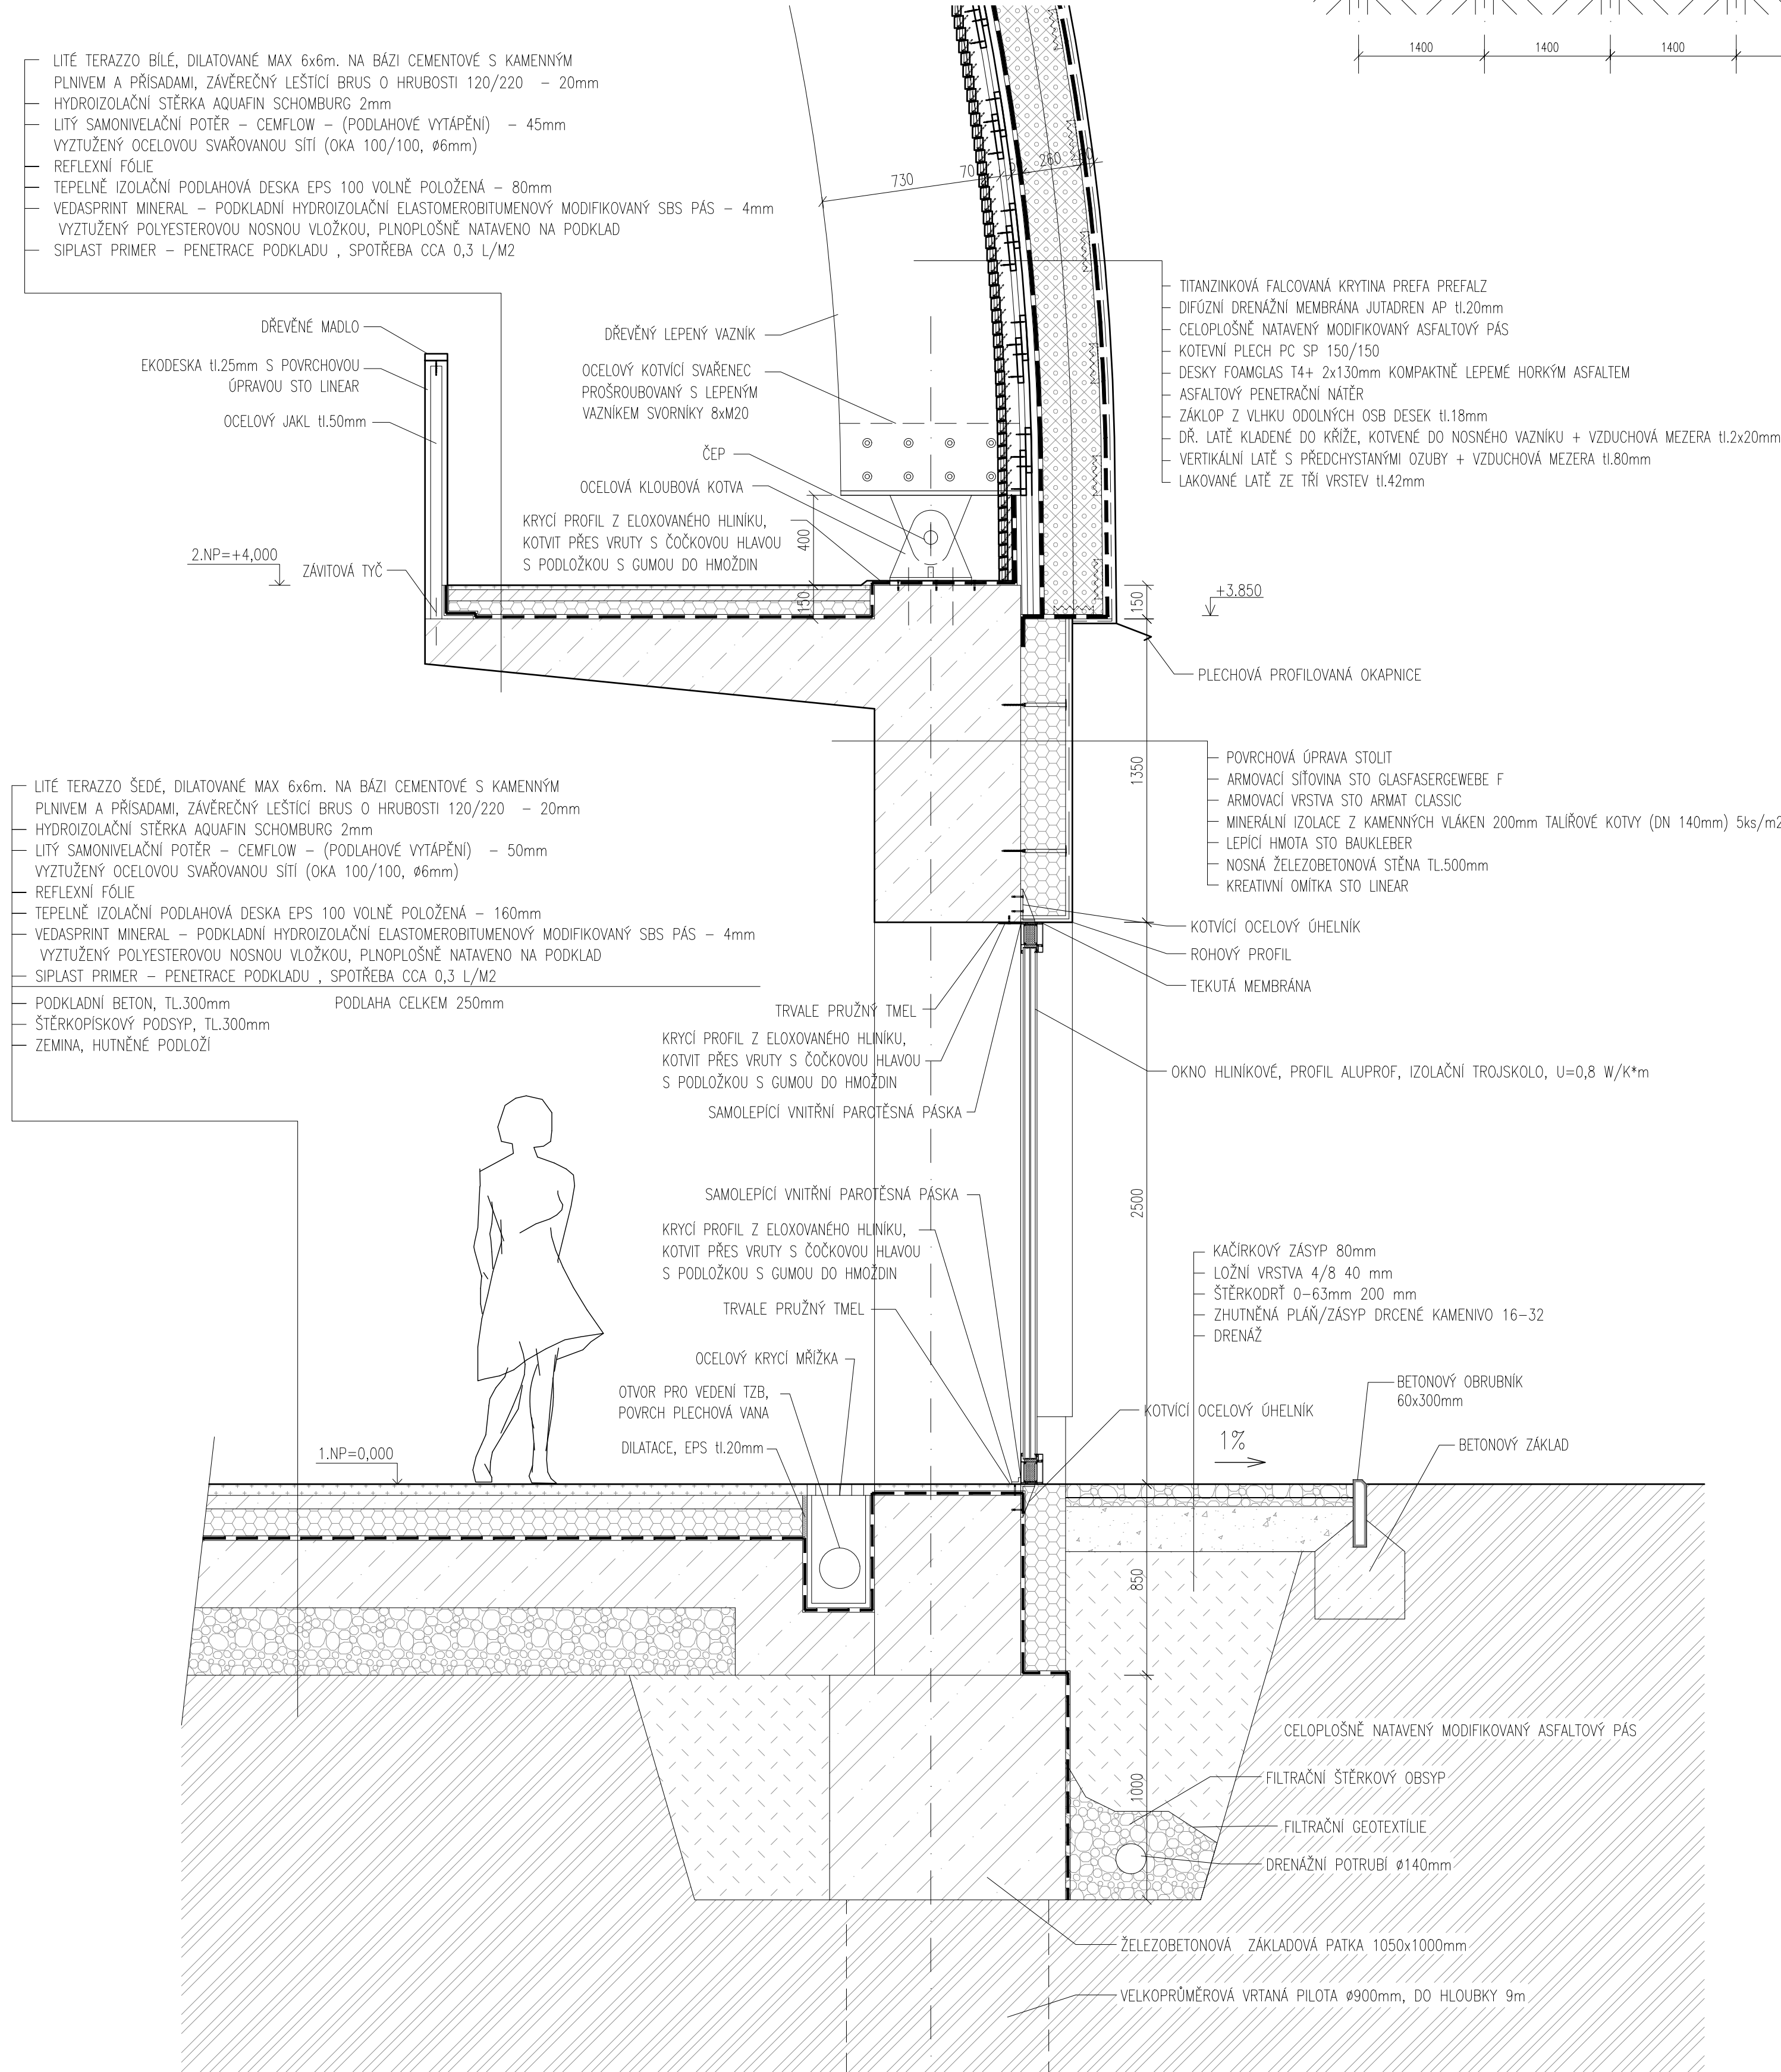 1400
1400
1400
LITÉ TERAZZO BÍLÉ, DILATOVANÉ MAX 6x6m. NA BÁZI CEMENTOVÉ S KAMENNÝM
PLNIVEM A PŘÍSADAMI, ZÁVĚREČNÝ LEŠTÍCÍ BRUS O HRUBOSTI 120/220 – 20mm
HYDROIZOLAČNÍ STĚRKA AQUAFIN SCHOMBURG 2mm
LITÝ SAMONIVELAČNÍ POTĚR – CEMFLOW – (PODLAHOVÉ VYTÁPĚNÍ) – 45mm
VYZTUŽENÝ OCELOVOU SVAŘOVANOU SÍTÍ (OKA 100/100, ø6mm)
REFLEXNÍ FÓLIE
TEPELNĚ IZOLAČNÍ PODLAHOVÁ DESKA EPS 100 VOLNĚ POLOŽENÁ – 80mm
VEDASPRINT MINERAL – PODKLADNÍ HYDROIZOLAČNÍ ELASTOMEROBITUMENOVÝ MODIFIKOVANÝ SBS PÁS – 4mm
VYZTUŽENÝ POLYESTEROVOU NOSNOU VLOŽKOU, PLNOPLOŠNĚ NATAVENO NA PODKLAD
SIPLAST PRIMER – PENETRACE PODKLADU , SPOTŘEBA CCA 0,3 L/M2
730
70
260
TITANZINKOVÁ FALCOVANÁ KRYTINA PREFA PREFALZ
DIFÚZNÍ DRENÁŽNÍ MEMBRÁNA JUTADREN AP tl.20mm
CELOPLOŠNĚ NATAVENÝ MODIFIKOVANÝ ASFALTOVÝ PÁS
KOTEVNÍ PLECH PC SP 150/150
DESKY FOAMGLAS T4+ 2x130mm KOMPAKTNĚ LEPEMÉ HORKÝM ASFALTEM
ASFALTOVÝ PENETRAČNÍ NÁTĚR
ZÁKLOP Z VLHKU ODOLNÝCH OSB DESEK tl.18mm
DŘ. LATĚ KLADENÉ DO KŘÍŽE, KOTVENÉ DO NOSNÉHO VAZNÍKU + VZDUCHOVÁ MEZERA tl.2x20mm
VERTIKÁLNÍ LATĚ S PŘEDCHYSTANÝMI OZUBY + VZDUCHOVÁ MEZERA tl.80mm
LAKOVANÉ LATĚ ZE TŘÍ VRSTEV tl.42mm
DŘEVĚNÉ MADLO
EKODESKA tl.25mm S POVRCHOVOU
ÚPRAVOU STO LINEAR
OCELOVÝ JAKL tl.50mm
DŘEVĚNÝ LEPENÝ VAZNÍK
OCELOVÝ KOTVÍCÍ SVAŘENEC
PROŠROUBOVANÝ S LEPENÝM
VAZNÍKEM SVORNÍKY 8xM20
ČEP
OCELOVÁ KLOUBOVÁ KOTVA
KRYCÍ PROFIL Z ELOXOVANÉHO HLINÍKU,
KOTVIT PŘES VRUTY S ČOČKOVOU HLAVOU
S PODLOŽKOU S GUMOU DO HMOŽDIN
400
150
2.NP=+4,000
ZÁVITOVÁ TYČ
150
+3.850
PLECHOVÁ PROFILOVANÁ OKAPNICE
1350
POVRCHOVÁ ÚPRAVA STOLIT
ARMOVACÍ SÍŤOVINA STO GLASFASERGEWEBE F
ARMOVACÍ VRSTVA STO ARMAT CLASSIC
MINERÁLNÍ IZOLACE Z KAMENNÝCH VLÁKEN 200mm TALÍŘOVÉ KOTVY (DN 140mm) 5ks/m2
LEPÍCÍ HMOTA STO BAUKLEBER
NOSNÁ ŽELEZOBETONOVÁ STĚNA TL.500mm
KREATIVNÍ OMÍTKA STO LINEAR
LITÉ TERAZZO ŠEDÉ, DILATOVANÉ MAX 6x6m. NA BÁZI CEMENTOVÉ S KAMENNÝM
PLNIVEM A PŘÍSADAMI, ZÁVĚREČNÝ LEŠTÍCÍ BRUS O HRUBOSTI 120/220 – 20mm
HYDROIZOLAČNÍ STĚRKA AQUAFIN SCHOMBURG 2mm
LITÝ SAMONIVELAČNÍ POTĚR – CEMFLOW – (PODLAHOVÉ VYTÁPĚNÍ) – 50mm
VYZTUŽENÝ OCELOVOU SVAŘOVANOU SÍTÍ (OKA 100/100, ø6mm)
REFLEXNÍ FÓLIE
TEPELNĚ IZOLAČNÍ PODLAHOVÁ DESKA EPS 100 VOLNĚ POLOŽENÁ – 160mm
VEDASPRINT MINERAL – PODKLADNÍ HYDROIZOLAČNÍ ELASTOMEROBITUMENOVÝ MODIFIKOVANÝ SBS PÁS – 4mm
VYZTUŽENÝ POLYESTEROVOU NOSNOU VLOŽKOU, PLNOPLOŠNĚ NATAVENO NA PODKLAD
SIPLAST PRIMER – PENETRACE PODKLADU , SPOTŘEBA CCA 0,3 L/M2
PODKLADNÍ BETON, TL.300mm PODLAHA CELKEM 250mm
ŠTĚRKOPÍSKOVÝ PODSYP, TL.300mm
ZEMINA, HUTNĚNÉ PODLOŽÍ
KOTVÍCÍ OCELOVÝ ÚHELNÍK
ROHOVÝ PROFIL
TEKUTÁ MEMBRÁNA
TRVALE PRUŽNÝ TMEL
KRYCÍ PROFIL Z ELOXOVANÉHO HLINÍKU,
KOTVIT PŘES VRUTY S ČOČKOVOU HLAVOU
S PODLOŽKOU S GUMOU DO HMOŽDIN
SAMOLEPÍCÍ VNITŘNÍ PAROTĚSNÁ PÁSKA
OKNO HLINÍKOVÉ, PROFIL ALUPROF, IZOLAČNÍ TROJSKOLO, U=0,8 W/K*m
2500
SAMOLEPÍCÍ VNITŘNÍ PAROTĚSNÁ PÁSKA
KRYCÍ PROFIL Z ELOXOVANÉHO HLINÍKU,
KOTVIT PŘES VRUTY S ČOČKOVOU HLAVOU
S PODLOŽKOU S GUMOU DO HMOŽDIN
TRVALE PRUŽNÝ TMEL
OCELOVÝ KRYCÍ MŘÍŽKA
OTVOR PRO VEDENÍ TZB,
POVRCH PLECHOVÁ VANA
DILATACE, EPS tl.20mm
1.NP=0,000
KAČÍRKOVÝ ZÁSYP 80mm
LOŽNÍ VRSTVA 4/8 40 mm
ŠTĚRKODRŤ 0–63mm 200 mm
ZHUTNĚNÁ PLÁŇ/ZÁSYP DRCENÉ KAMENIVO 16–32
DRENÁŽ
BETONOVÝ OBRUBNÍK
60x300mm
KOTVÍCÍ OCELOVÝ ÚHELNÍK
1%
BETONOVÝ ZÁKLAD
850
CELOPLOŠNĚ NATAVENÝ MODIFIKOVANÝ ASFALTOVÝ PÁS
1000
FILTRAČNÍ ŠTĚRKOVÝ OBSYP
FILTRAČNÍ GEOTEXTÍLIE
DRENÁŽNÍ POTRUBÍ ø140mm
ŽELEZOBETONOVÁ ZÁKLADOVÁ PATKA 1050x1000mm
VELKOPRŮMĚROVÁ VRTANÁ PILOTA ø900mm, DO HLOUBKY 9m